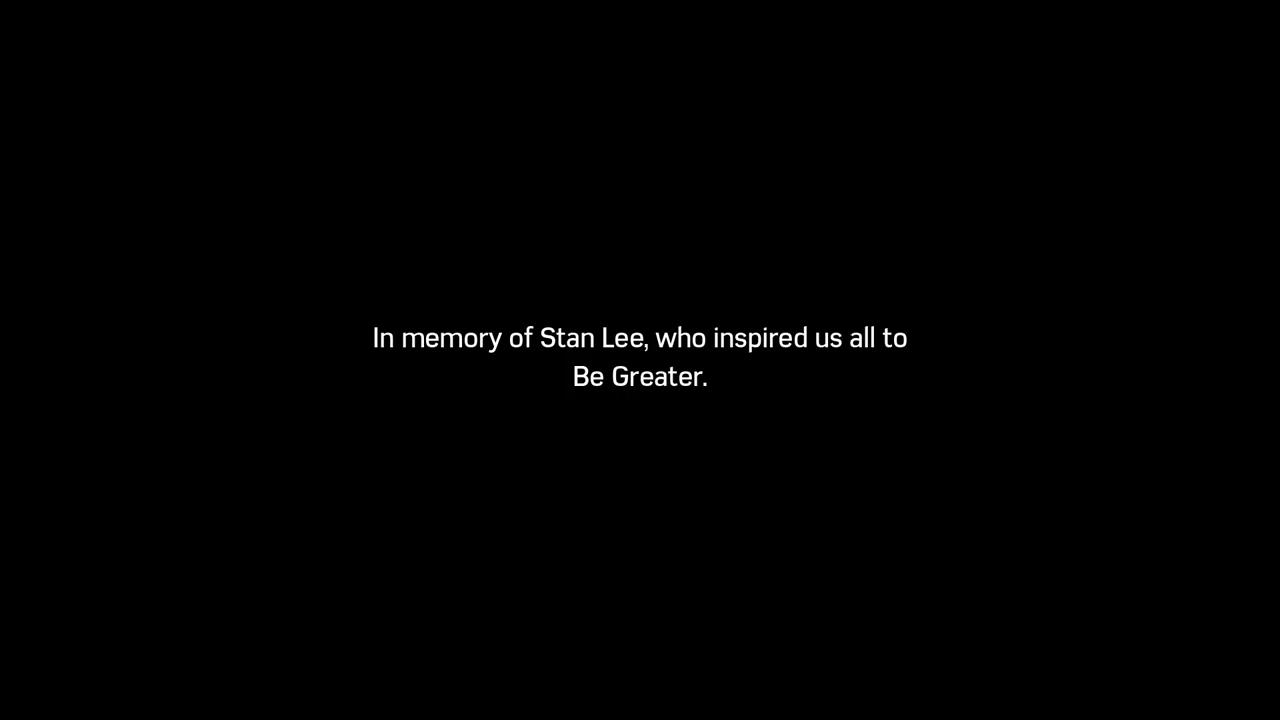 In memory of Stan Lee, who inspired us all to
Be Greater.